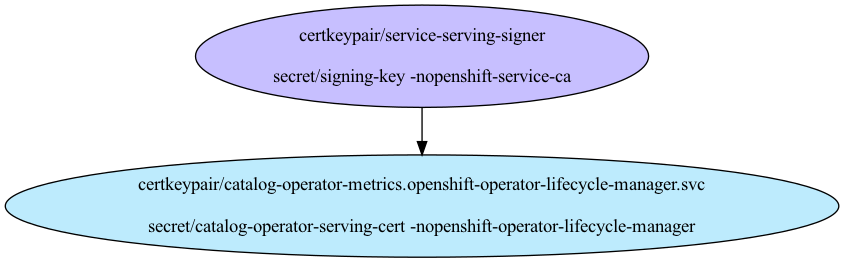 certkeypair/service-serving-signer
secret/signing-key -nopenshift-service-ca
certkeypair/catalog-operator-metrics.openshift-operator-lifecycle-manager.svc
secret/catalog-operator-serving-cert -nopenshift-operator-lifecycle-manager